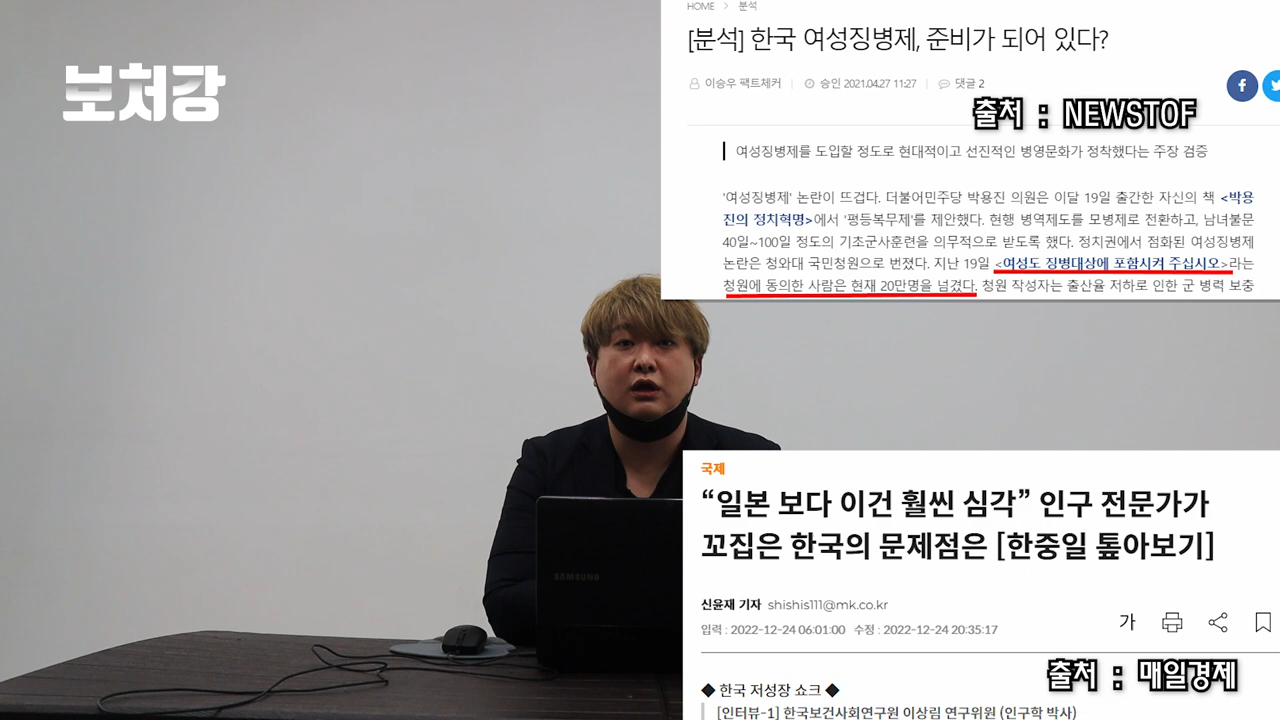 보처강
HOME > 분석
[분석] 한국 여성징병제, 준비가 되어 있다?
이승우 팩트체커 | 승인 2021.04.27 11:27 | 댓글 2
출처 : NEWSTOF
여성징병제를 도입할 정도로 현대적이고 선진적인 병영문화가 정착했다는 주장 검증
'여성징병제' 논란이 뜨겁다. 더불어민주당 박용진 의원은 이달 19일 출간한 자신의 책 <박용
진의 정치혁명>에서 '평등복무제'를 제안했다. 현행 병역제도를 모병제로 전환하고, 남녀불문
40일~100일 정도의 기초군사훈련을 의무적으로 받도록 했다. 정치권에서 점화된 여성징병제
논란은 청와대 국민청원으로 번졌다. 지난 19일 <여성도 징병대상에 포함시켜 주십시오>라는
청원에 동의한 사람은 현재 20만명을 넘겼다. 청원 작성자는 출산율 저하로 인한 군 병력 보충
SAMSUNG
국제
“일본 보다 이건 훨씬 심각” 인구 전문가가
꼬집은 한국의 문제점은 [한중일 톺아보기]
신윤재 기자 shishis111@mk.co.kr
입력 : 2022-12-24 06:01:00 수정 : 2022-12-24 20:35:17
가
출처 : 매일경제
◆ 한국 저성장 쇼크 ◆
[인터뷰-1] 한국보건사회연구원 이상림 연구위원 (인구학 박사)